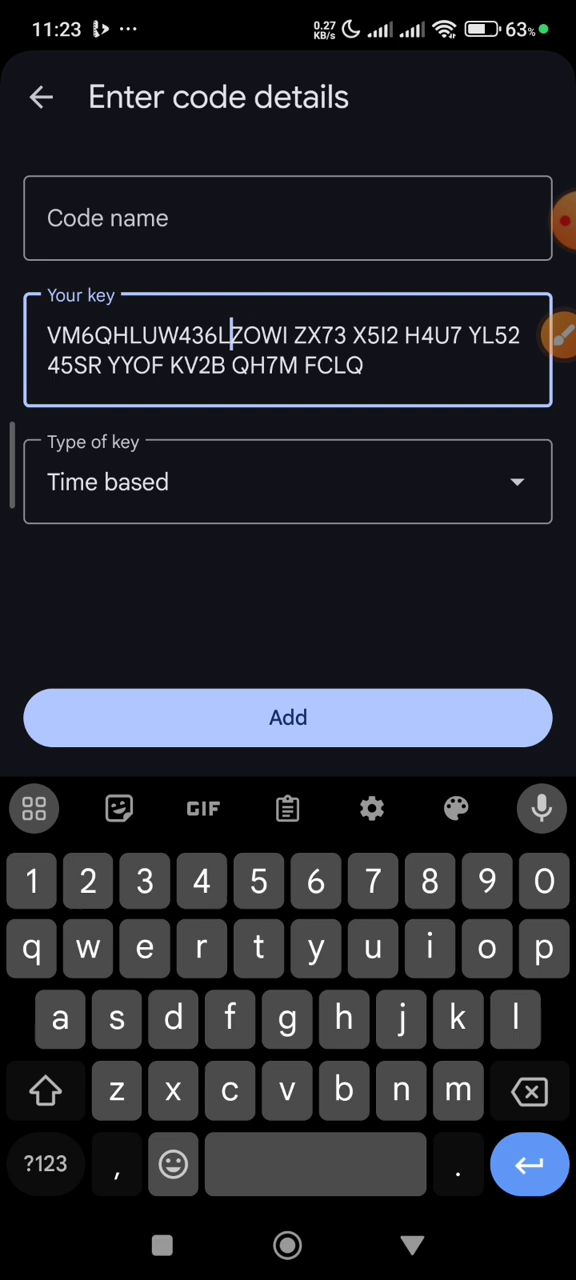 11:23 0.27 KB/s 63%
Enter code details
Code name
Your key
VM6QHLUW436LZOWI ZX73 X5I2 H4U7 YL52
45SR YYOF KV2B QH7M FCLQ
Type of key
Time based
Add
GIF
1 2 3 4 5 6 7 8 9 0
q w e r t y u i o p
a s d f g h j k l
z x c v b n m
?123 , .